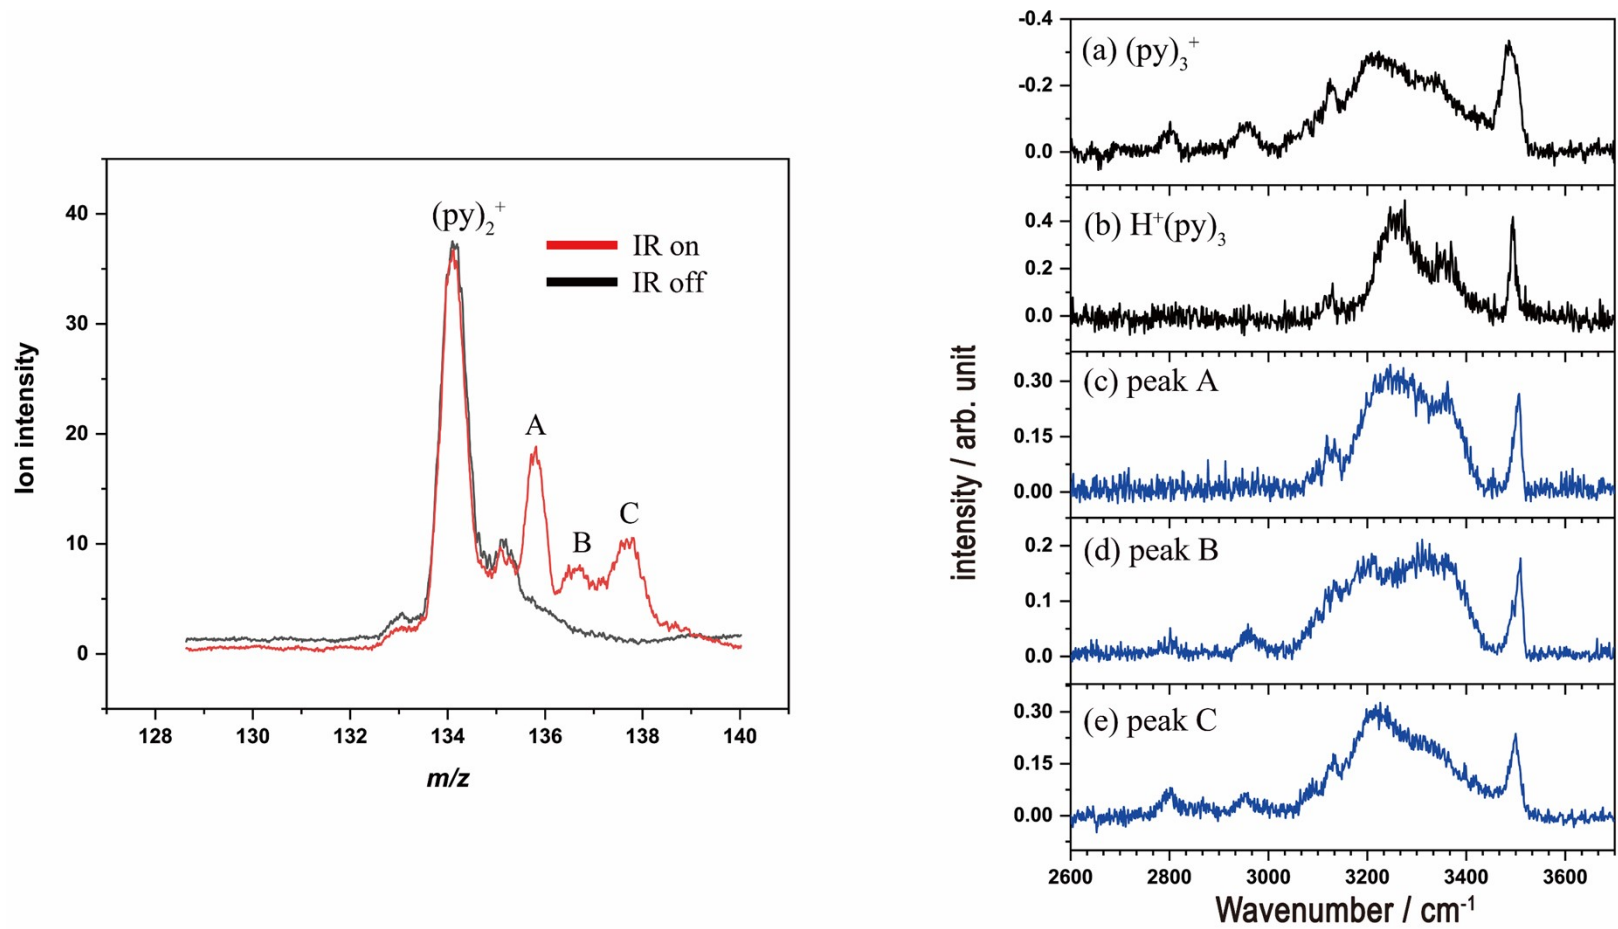 40
30
20
10
0
Ion intensity
(py)2+
IR on
IR off
A
B
C
128 130 132 134 136 138 140
m/z
-0.4
-0.2
0.0
(a) (py)3+
0.4
0.2
0.0
(b) H+(py)3
0.30
0.15
0.00
(c) peak A
0.2
0.1
0.0
(d) peak B
0.30
0.15
0.00
(e) peak C
intensity / arb. unit
2600 2800 3000 3200 3400 3600
Wavenumber / cm-1